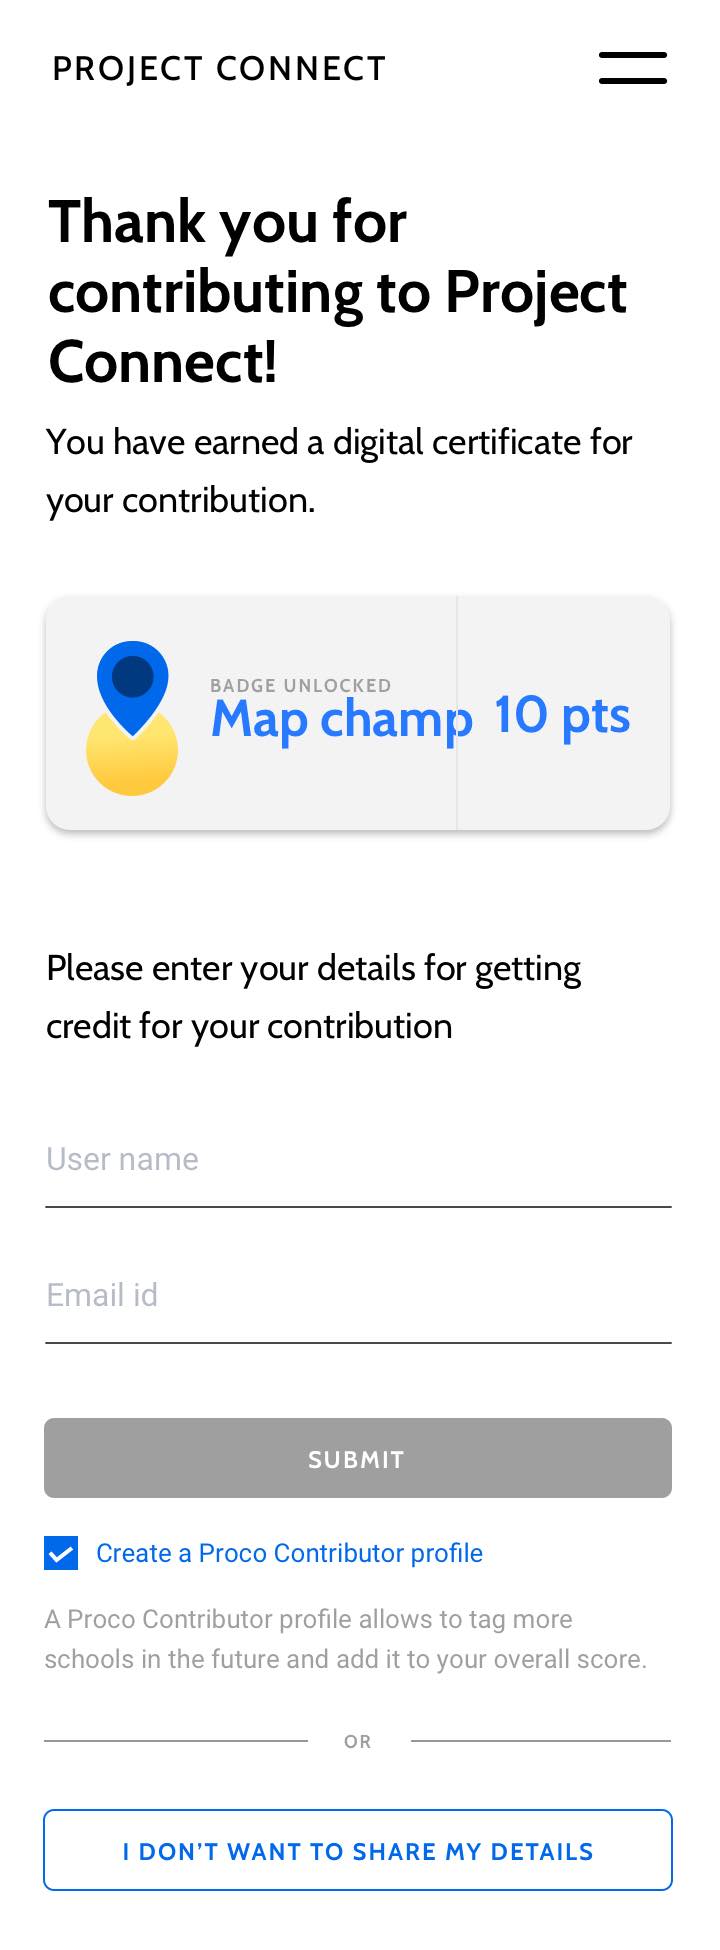 PROJECT CONNECT
Thank you for
contributing to Project
Connect!
You have earned a digital certificate for
your contribution.
BADGE UNLOCKED
Map champ
10 pts
Please enter your details for getting
credit for your contribution
User name
Email id
SUBMIT
Create a Proco Contributor profile
A Proco Contributor profile allows to tag more
schools in the future and add it to your overall score.
OR
I DON’T WANT TO SHARE MY DETAILS